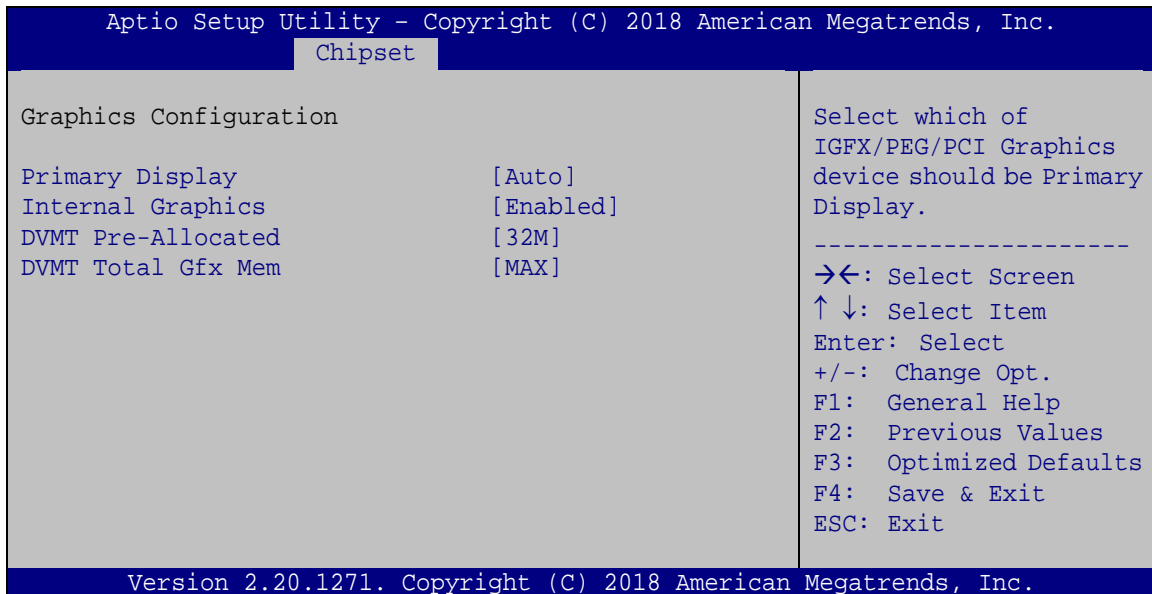 Aptio Setup Utility – Copyright (C) 2018 American Megatrends, Inc.
Chipset
Graphics Configuration
Primary Display [Auto]
Internal Graphics [Enabled]
DVMT Pre-Allocated [32M]
DVMT Total Gfx Mem [MAX]
Select which of
IGFX/PEG/PCI Graphics
device should be Primary
Display.
----------------------
→←: Select Screen
↑ ↓: Select Item
Enter: Select
+/-: Change Opt.
F1: General Help
F2: Previous Values
F3: Optimized Defaults
F4: Save & Exit
ESC: Exit
Version 2.20.1271. Copyright (C) 2018 American Megatrends, Inc.